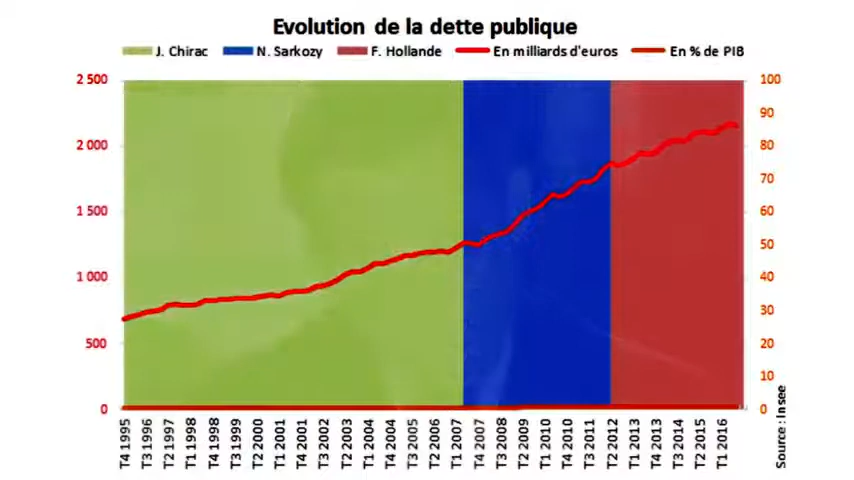 Evolution de la dette publique
J. Chirac N. Sarkozy F. Hollande En milliards d'euros En % de PIB
2 500
2 000
1 500
1 000
500
0
100
90
80
70
60
50
40
30
20
10
0
T4 1995
T3 1996
T2 1997
T1 1998
T4 1998
T3 1999
T2 2000
T1 2001
T4 2001
T3 2002
T2 2003
T1 2004
T4 2004
T3 2005
T2 2006
T1 2007
T4 2007
T3 2008
T2 2009
T1 2010
T4 2010
T3 2011
T2 2012
T1 2013
T4 2013
T3 2014
T2 2015
T1 2016
Source : Insee